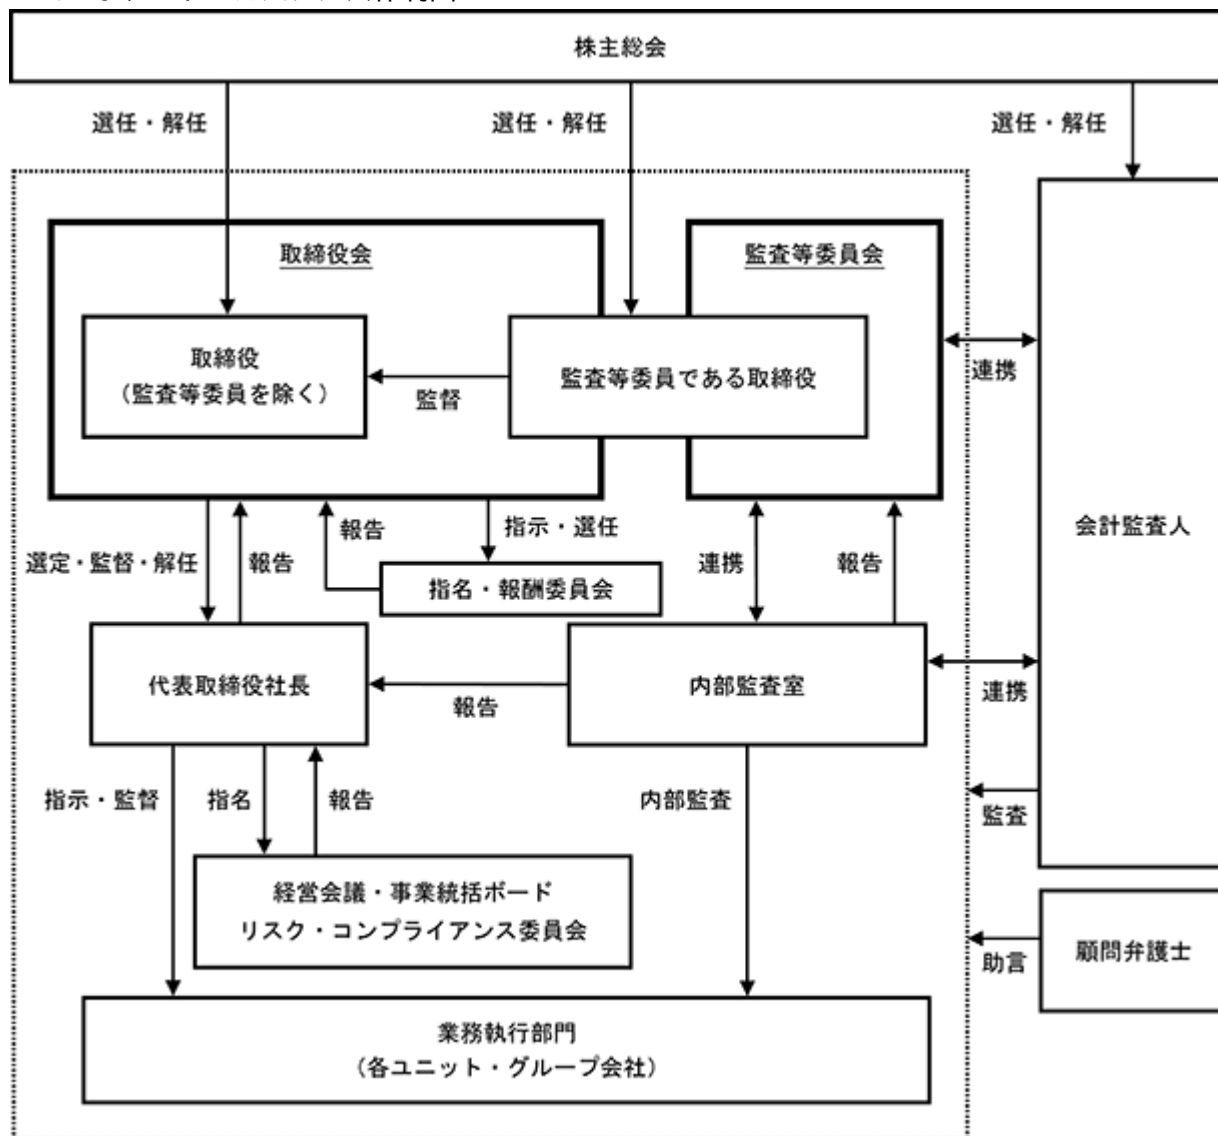 株主総会
選任・解任
選任・解任
選任・解任
取締役会
監査等委員会
取締役
(監査等委員を除く)
監督
監査等委員である取締役
連携
選定・監督・解任
報告
報告
指示・選任
指名・報酬委員会
連携
報告
会計監査人
代表取締役社長
報告
内部監査室
連携
指示・監督
指名
報告
内部監査
監査
経営会議・事業統括ボード
リスク・コンプライアンス委員会
助言
顧問弁護士
業務執行部門
(各ユニット・グループ会社)